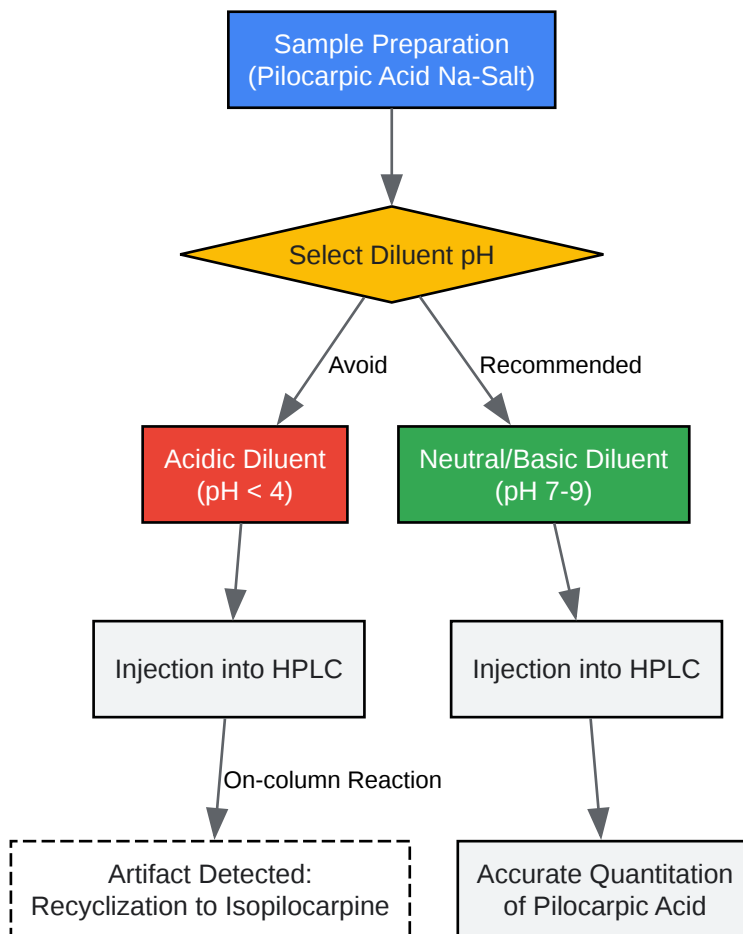 Sample Preparation
(Pilocarpic Acid Na-Salt)
Select Diluent pH
Avoid
Recommended
Acidic Diluent
(pH < 4)
Neutral/Basic Diluent
(pH 7-9)
Injection into HPLC
Injection into HPLC
On-column Reaction
Artifact Detected:
Recyclization to Isopilocarpine
Accurate Quantitation
of Pilocarpic Acid